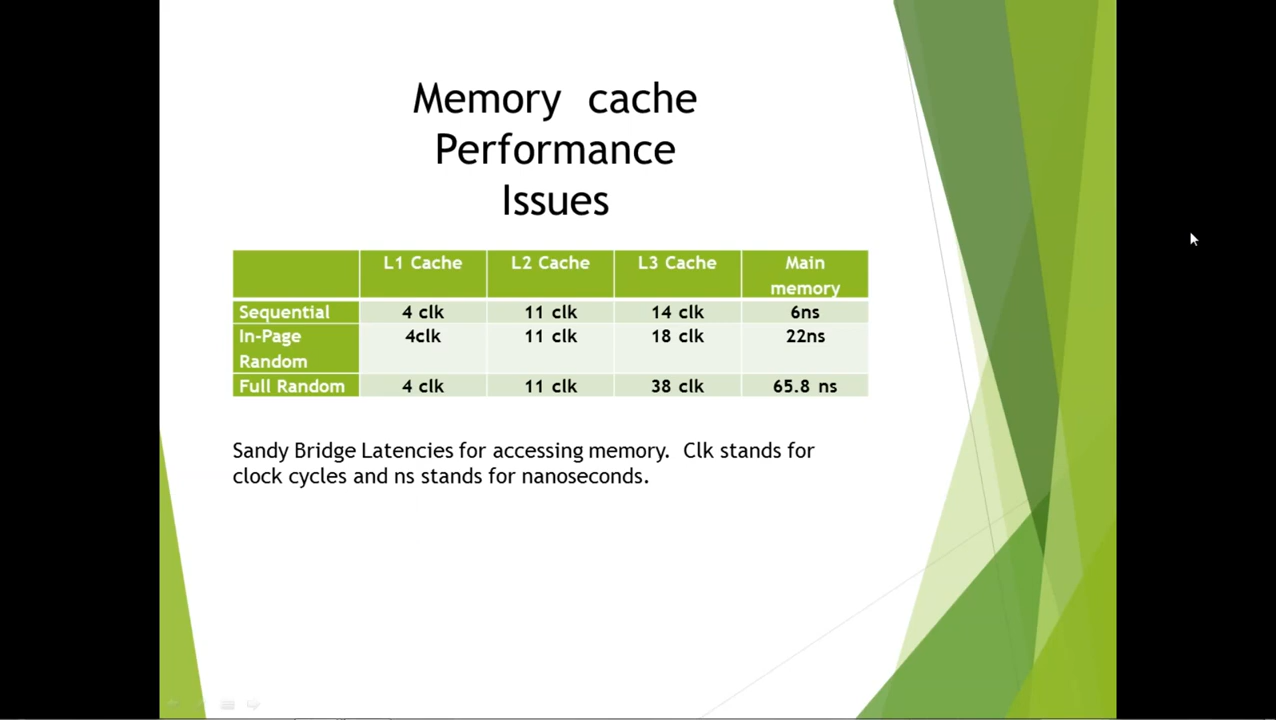 Memory cache
Performance
Issues
L1 Cache L2 Cache L3 Cache Main
memory
Sequential 4 clk 11 clk 14 clk 6ns
In-Page 4clk 11 clk 18 clk 22ns
Random
Full Random 4 clk 11 clk 38 clk 65.8 ns
Sandy Bridge Latencies for accessing memory. Clk stands for
clock cycles and ns stands for nanoseconds.